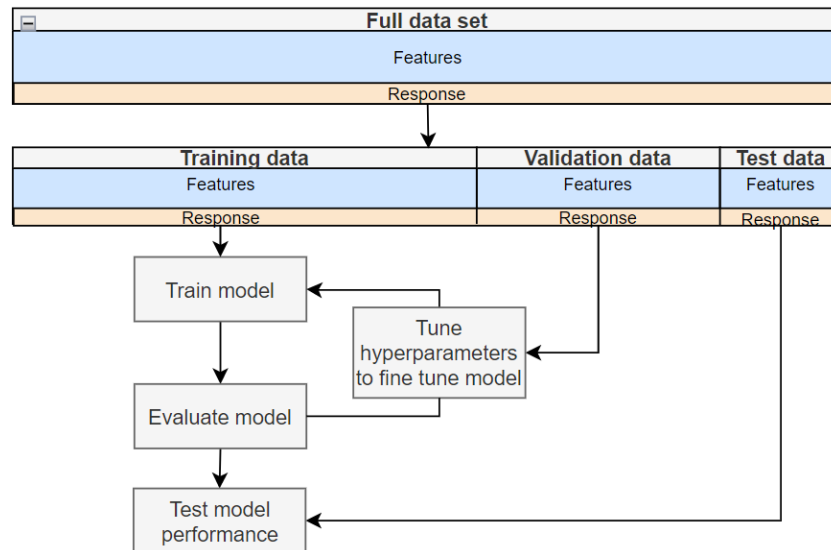 Full data set
Features
Response
Training data
Validation data
Test data
Features
Features
Features
Response
Response
Response
Train model
Tune
hyperparameters
to fine tune model
Evaluate model
Test model
performance